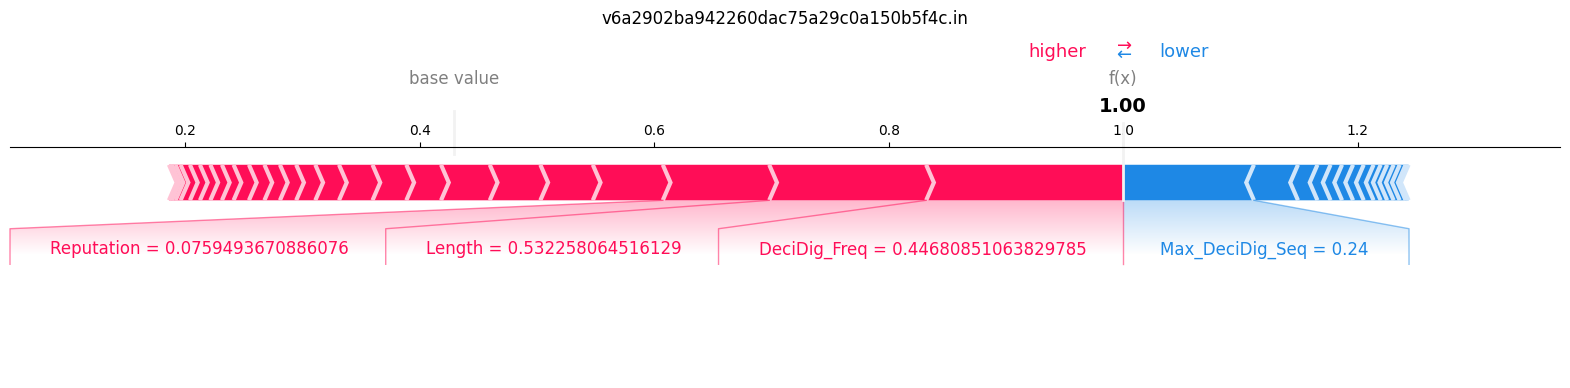 v6a2902ba942260dac75a29c0a150b5f4c.in
higher ⇄ lower
base value f(x)
1.00
0.2 0.4 0.6 0.8 1 0 1.2
Reputation = 0.0759493670886076 Length = 0.532258064516129 DeciDig_Freq = 0.44680851063829785 Max_DeciDig_Seq = 0.24